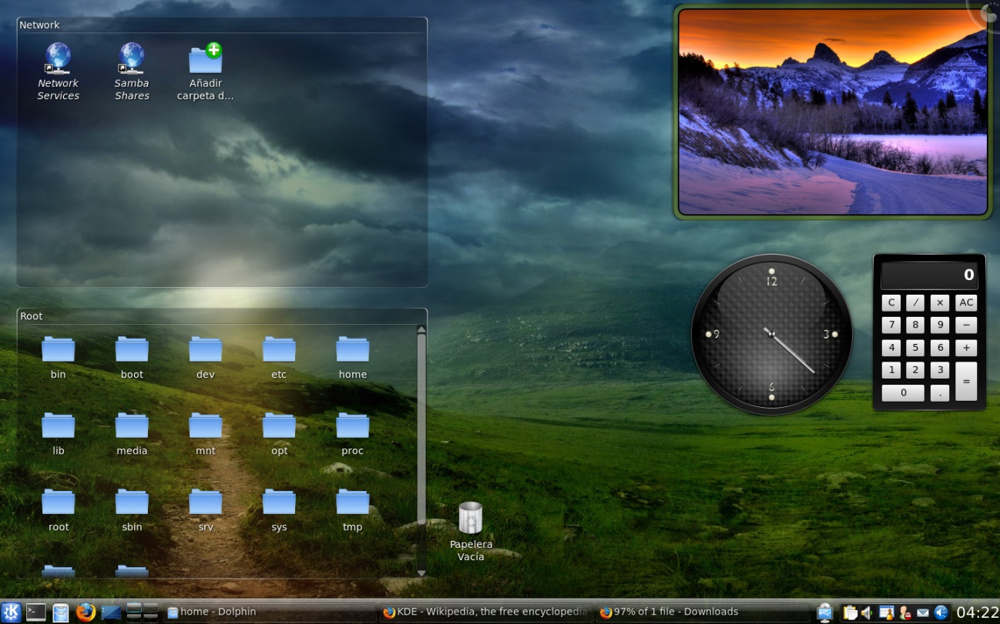 Network
Network Services
Samba Shares
Añadir carpeta d...
12
9
3
6
0
C / × AC
7 8 9 −
4 5 6 +
1 2 3 =
0 .
Root
bin boot dev etc home
lib media mnt opt proc
root sbin srv sys tmp
Papelera Vacía
home - Dolphin
KDE - Wikipedia, the free encyclopedia
97% of 1 file - Downloads
04:22